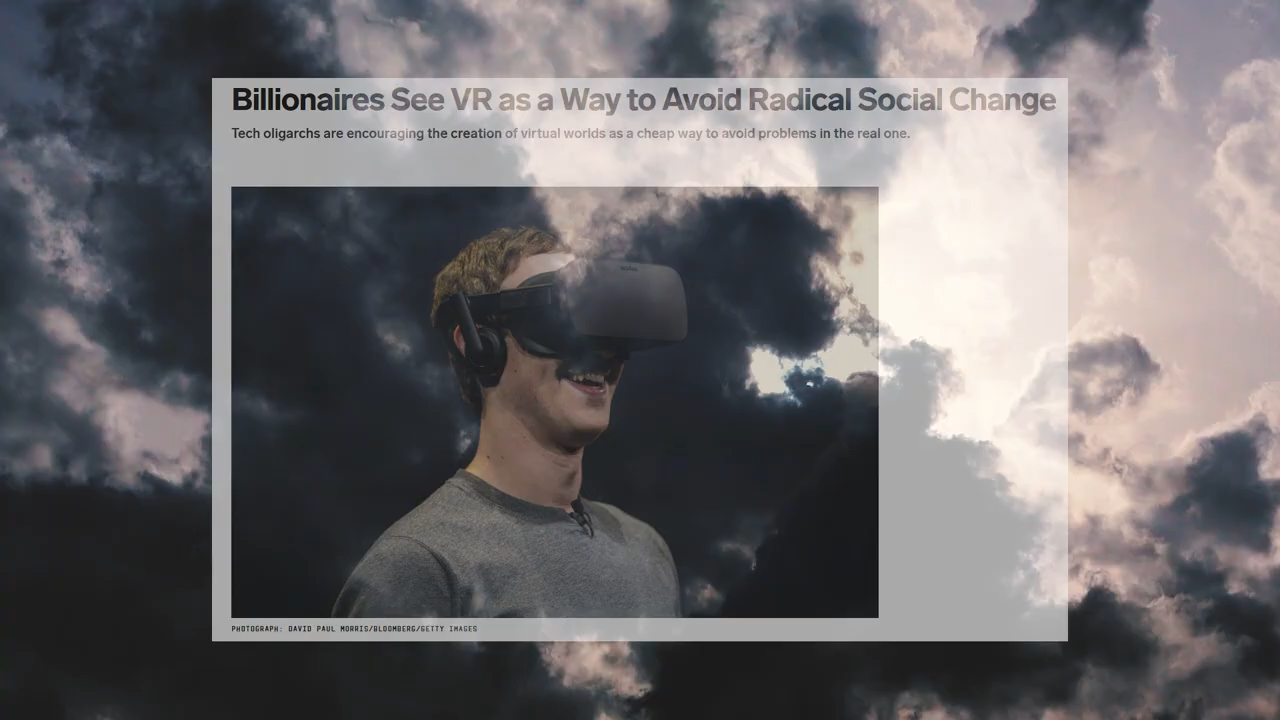 Billionaires See VR as a Way to Avoid Radical Social Change
Tech oligarchs are encouraging the creation of virtual worlds as a cheap way to avoid problems in the real one.
PHOTOGRAPH: DAVID PAUL MORRIS/BLOOMBERG/GETTY IMAGES